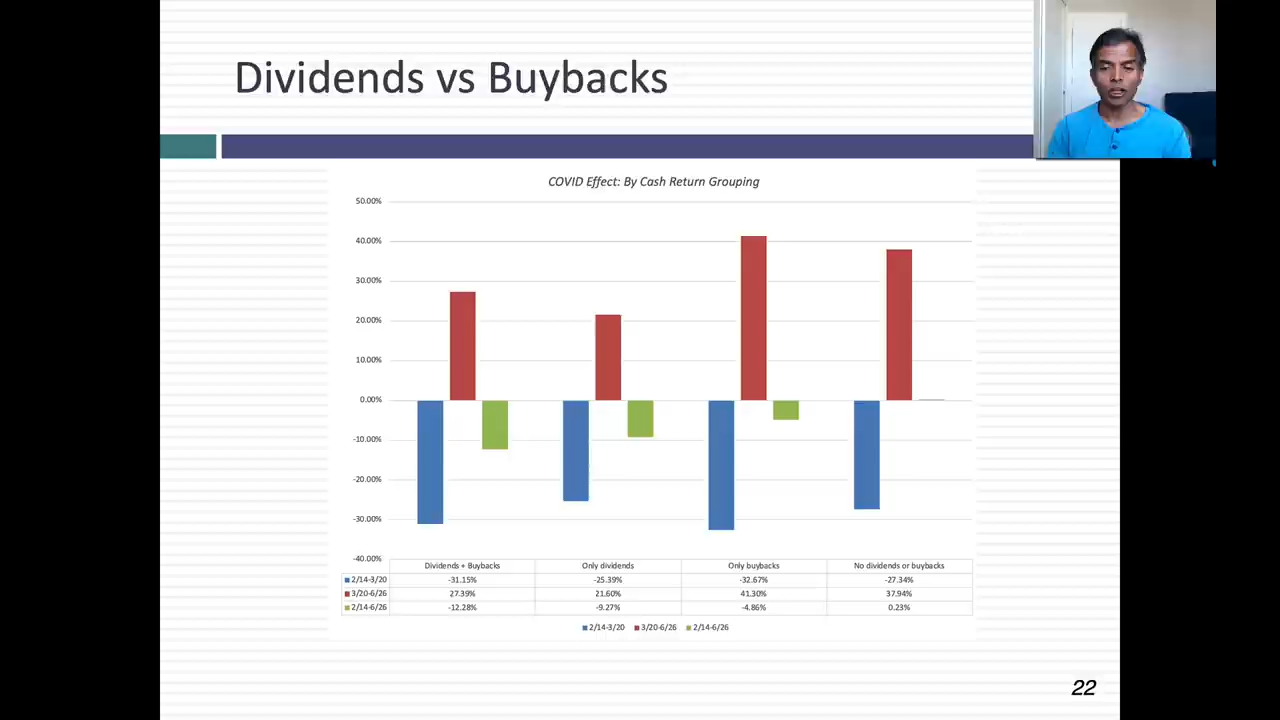 Dividends vs Buybacks
COVID Effect: By Cash Return Grouping
50.00%
40.00%
30.00%
20.00%
10.00%
0.00%
-10.00%
-20.00%
-30.00%
-40.00%
Dividends + Buybacks Only dividends Only buybacks No dividends or buybacks
2/14-3/20 -31.15% -25.39% -32.67% -27.34%
3/20-6/26 27.39% 21.60% 41.30% 37.94%
2/14-6/26 -12.28% -9.27% -4.86% 0.23%
2/14-3/20 3/20-6/26 2/14-6/26
22